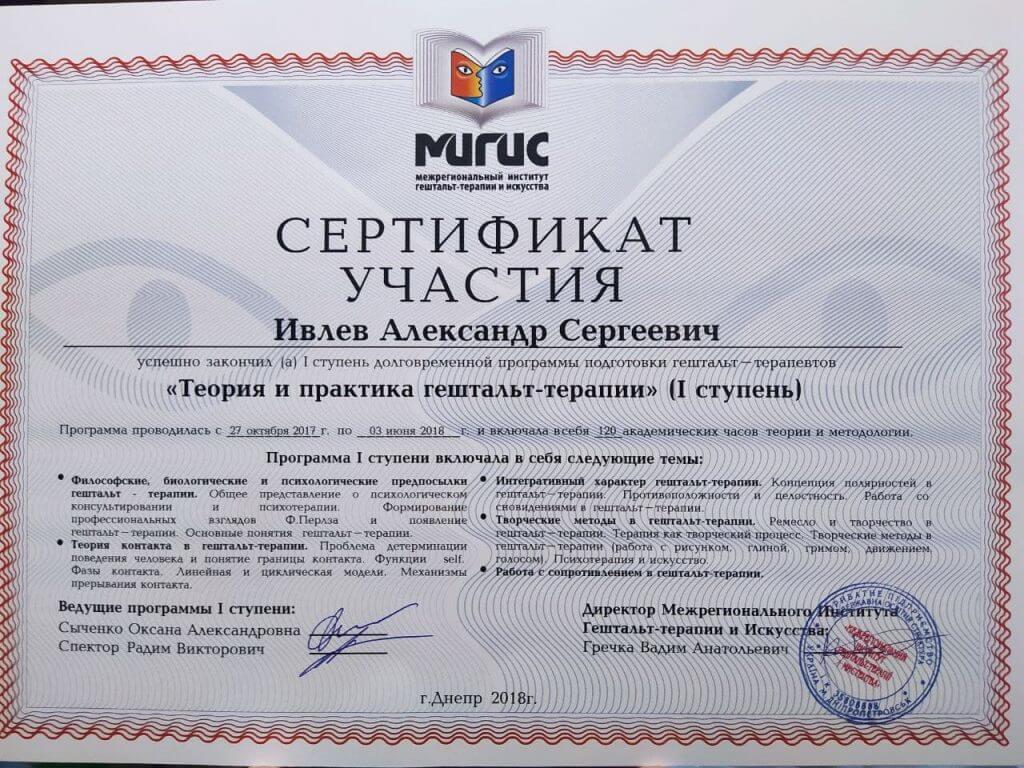 МИГИС
межрегиональный институт
гештальт-терапии и искусства
СЕРТИФИКАТ
УЧАСТИЯ
Ивлев Александр Сергеевич
успешно закончил (а) I ступень долговременной программы подготовки гештальт-терапевтов
«Теория и практика гештальт-терапии» (I ступень)
Программа проводилась с 27 октября 2017 г. по 03 июня 2018 г. и включала всебя 120 академических часов теории и методологии.
Программа I ступени включала в себя следующие темы:
• Философские, биологические и психологические предпосылки
гештальт - терапии. Общее представление о психологическом
консультировании и психотерапии. Формирование
профессиональных взглядов Ф.Перлза и появление
гештальт-терапии. Основные понятия гештальт-терапии.
• Теория контакта в гештальт-терапии. Проблема детерминации
поведения человека и понятие границы контакта. Функции self.
Фазы контакта. Линейная и циклическая модели. Механизмы
прерывания контакта.
• Интегративный характер гештальт-терапии. Концепция полярностей в
гештальт-терапии. Противоположности и целостность. Работа со
сновидениями в гештальт-терапии.
• Творческие методы в гештальт-терапии. Ремесло и творчество в
гештальт-терапии. Терапия как творческий процесс. Творческие методы в
гештальт-терапии (работа с рисунком, глиной, гримом, движением,
голосом). Психотерапия и искусство.
• Работа с сопротивлением в гештальт-терапии.
Ведущие программы I ступени:
Сыченко Оксана Александровна
Спектор Радим Викторович
Директор Межрегионального Института
Гештальт-терапии и Искусства:
Гречка Вадим Анатольевич
ПРИВАТНЕ ПІДПРИЄМСТВО
УКРАЇНА М.ДНІПРОПЕТРОВСЬК
г.Днепр 2018г.